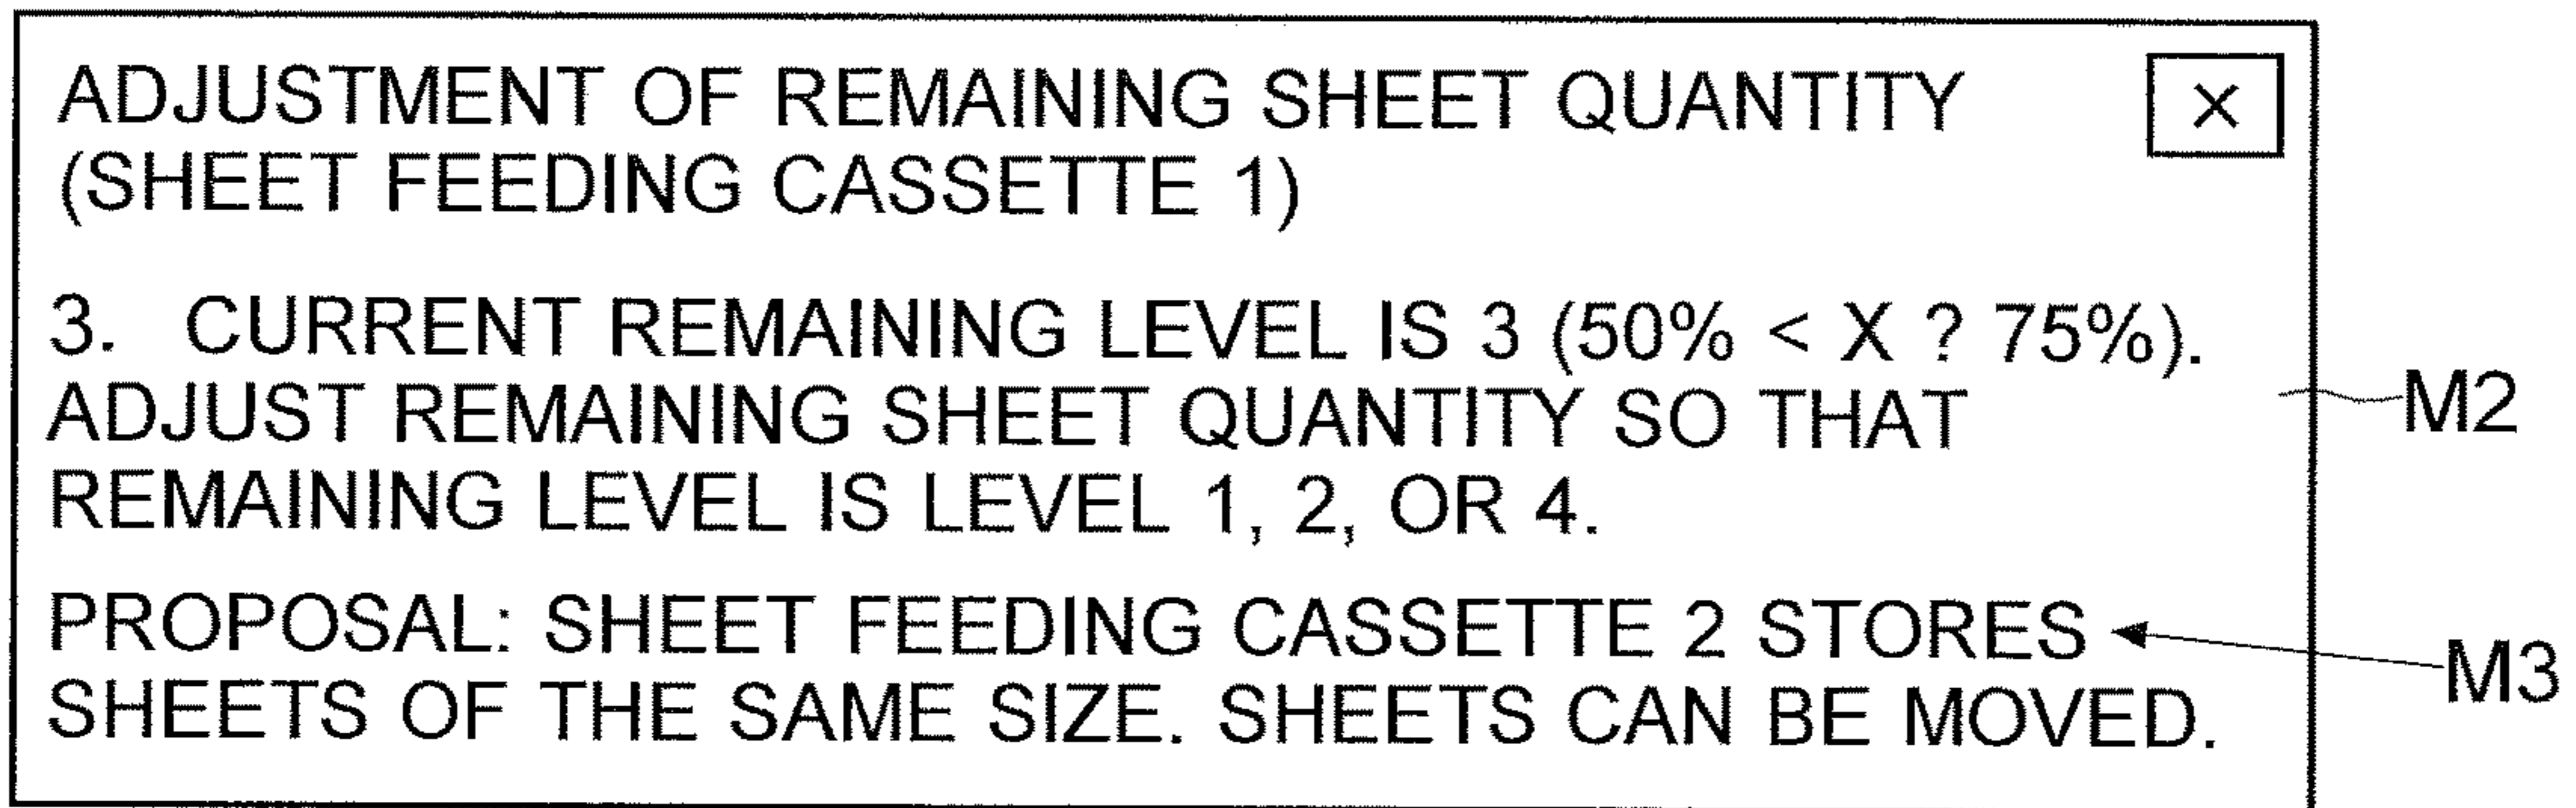 ADJUSTMENT OF REMAINING SHEET QUANTITY
×
(SHEET FEEDING CASSETTE 1)
3. CURRENT REMAINING LEVEL IS 3 (50% < X ? 75%).
ADJUST REMAINING SHEET QUANTITY SO THAT
M2
REMAINING LEVEL IS LEVEL 1, 2, OR 4.
PROPOSAL: SHEET FEEDING CASSETTE 2 STORES
M3
SHEETS OF THE SAME SIZE. SHEETS CAN BE MOVED.